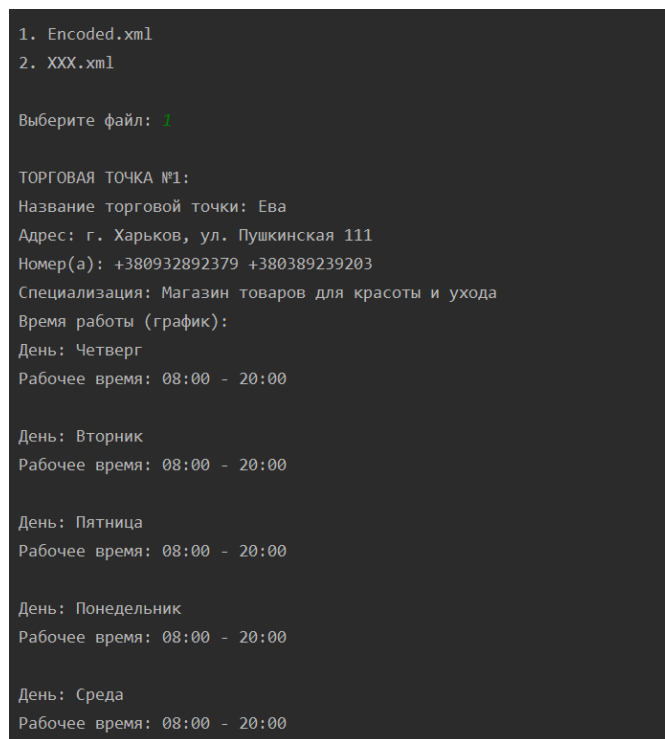 1. Encoded.xml
2. XXX.xml
Выберите файл: 1
ТОРГОВАЯ ТОЧКА №1:
Название торговой точки: Ева
Адрес: г. Харьков, ул. Пушкинская 111
Номер(а): +380932892379 +380389239203
Специализация: Магазин товаров для красоты и ухода
Время работы (график):
День: Четверг
Рабочее время: 08:00 - 20:00
День: Вторник
Рабочее время: 08:00 - 20:00
День: Пятница
Рабочее время: 08:00 - 20:00
День: Понедельник
Рабочее время: 08:00 - 20:00
День: Среда
Рабочее время: 08:00 - 20:00